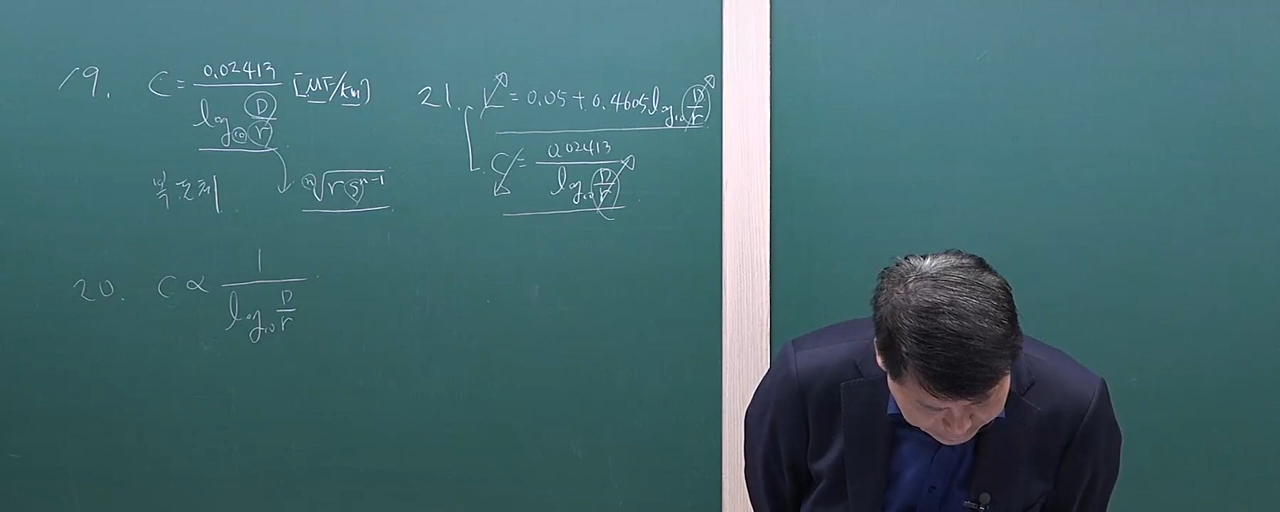 19. C = 0.02413 / log₁₀ D/r [μF/km]
복도체 ⁿ√(r s^(n-1))
20. C ∝ 1 / log₁₀ D/r
21. L = 0.05 + 0.4605 log₁₀ D/r
C = 0.02413 / log₁₀ D/r